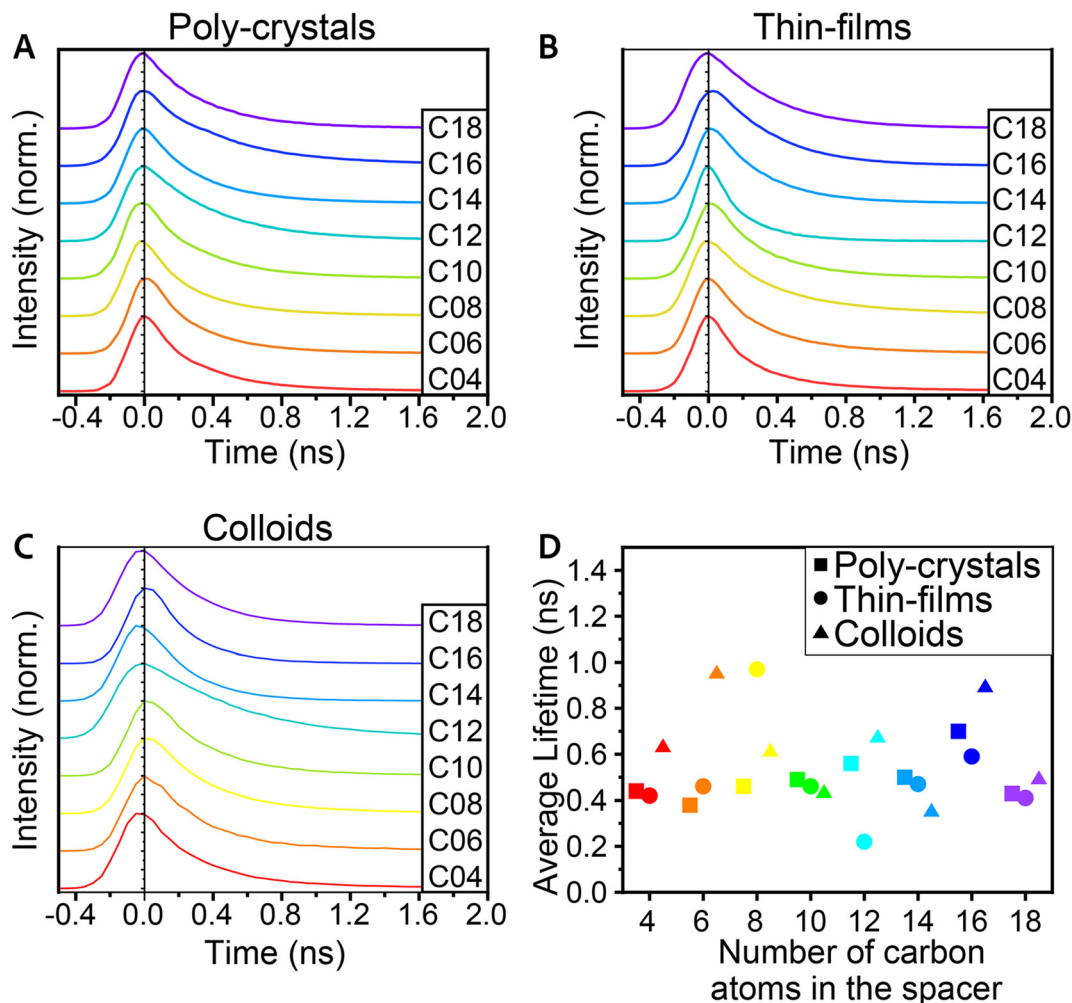 A
Poly-crystals
Intensity (norm.)
C18
C16
C14
C12
C10
C08
C06
C04
-0.4 0.0 0.4 0.8 1.2 1.6 2.0
Time (ns)
B
Thin-films
Intensity (norm.)
C18
C16
C14
C12
C10
C08
C06
C04
-0.4 0.0 0.4 0.8 1.2 1.6 2.0
Time (ns)
C
Colloids
Intensity (norm.)
C18
C16
C14
C12
C10
C08
C06
C04
-0.4 0.0 0.4 0.8 1.2 1.6 2.0
Time (ns)
D
Poly-crystals
Thin-films
Colloids
Average Lifetime (ns)
1.4
1.2
1.0
0.8
0.6
0.4
0.2
0.0
4 6 8 10 12 14 16 18
Number of carbon
atoms in the spacer